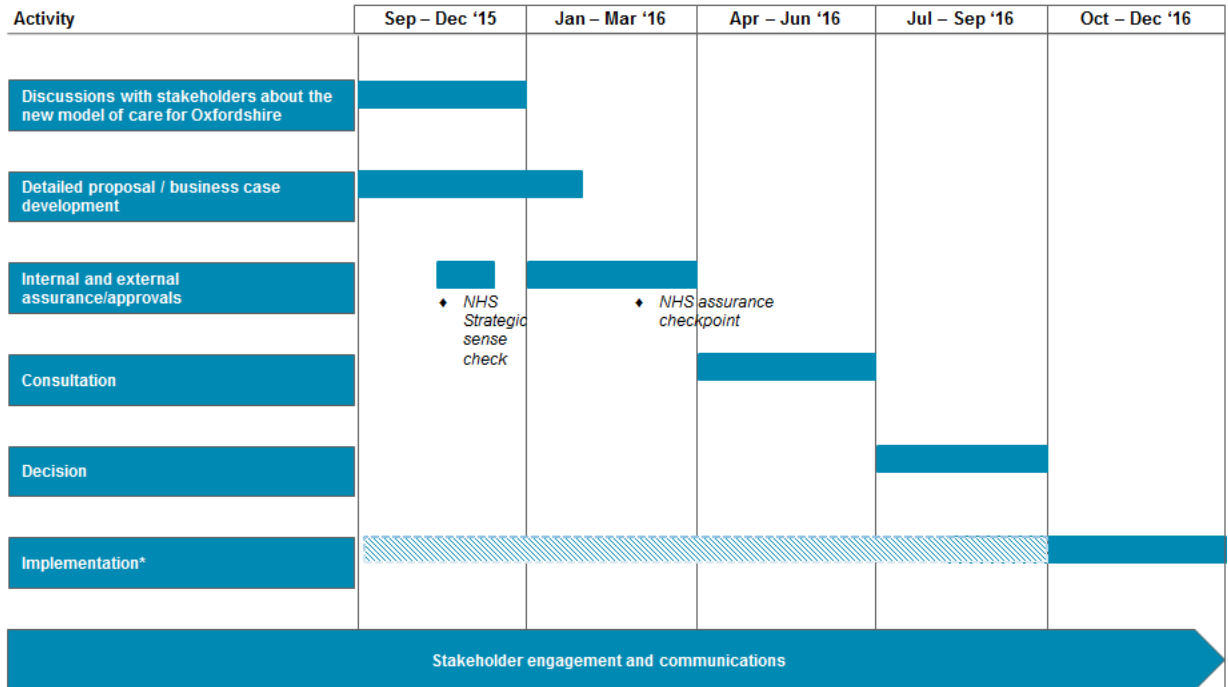 Activity
Sep – Dec ‘15
Jan – Mar ‘16
Apr – Jun ‘16
Jul – Sep ‘16
Oct – Dec ‘16
Discussions with stakeholders about the
new model of care for Oxfordshire
Detailed proposal / business case
development
Internal and external
assurance/approvals
♦ NHS
Strategic
sense
check
♦ NHS assurance
checkpoint
Consultation
Decision
Implementation*
Stakeholder engagement and communications